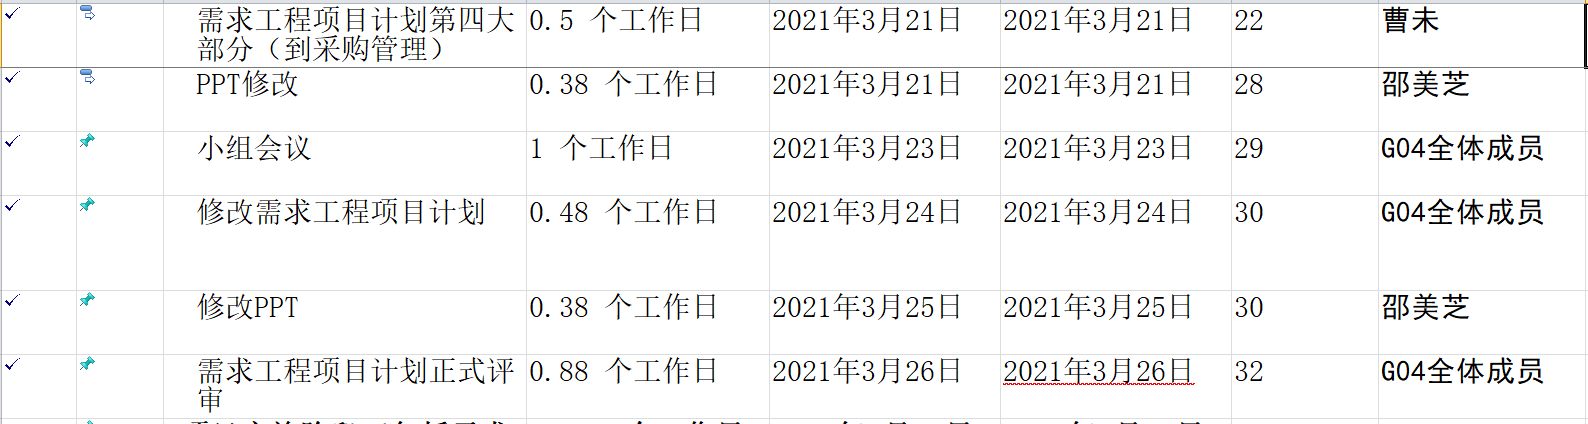 需求工程项目计划第四大部分（到采购管理） 0.5 个工作日 2021年3月21日 2021年3月21日 22 曹未
PPT修改 0.38 个工作日 2021年3月21日 2021年3月21日 28 邵美芝
小组会议 1 个工作日 2021年3月23日 2021年3月23日 29 G04全体成员
修改需求工程项目计划 0.48 个工作日 2021年3月24日 2021年3月24日 30 G04全体成员
修改PPT 0.38 个工作日 2021年3月25日 2021年3月25日 30 邵美芝
需求工程项目计划正式评审 0.88 个工作日 2021年3月26日 2021年3月26日 32 G04全体成员